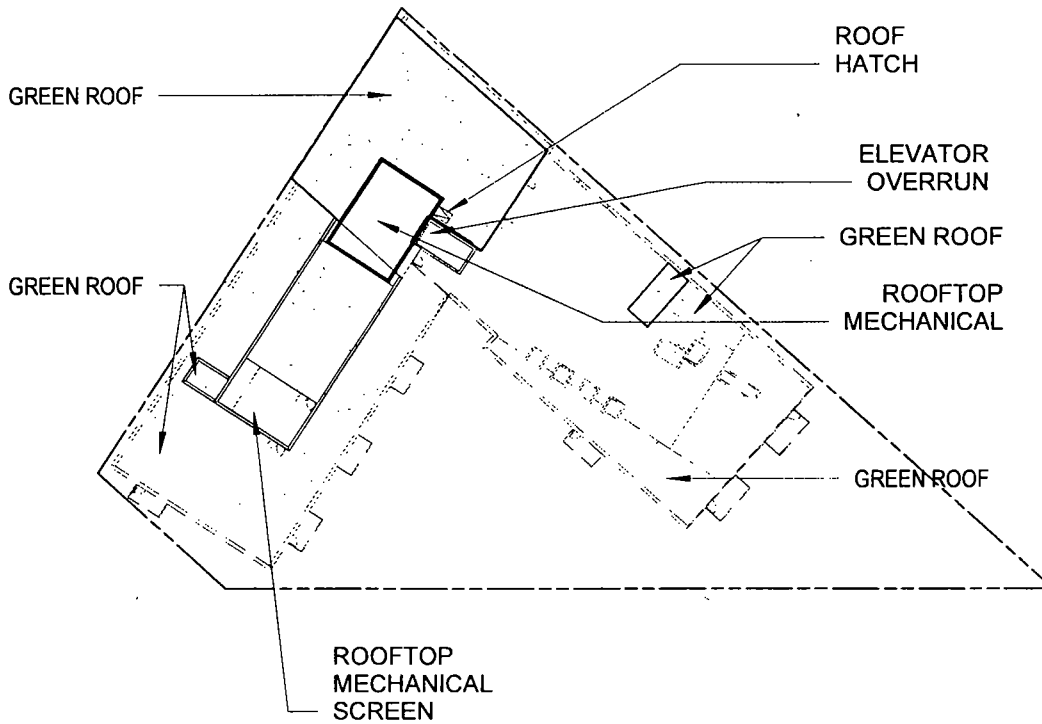 ROOF
HATCH
GREEN ROOF
ELEVATOR
OVERRUN
GREEN ROOF
GREEN ROOF
ROOFTOP
MECHANICAL
GREEN ROOF
ROOFTOP
MECHANICAL
SCREEN